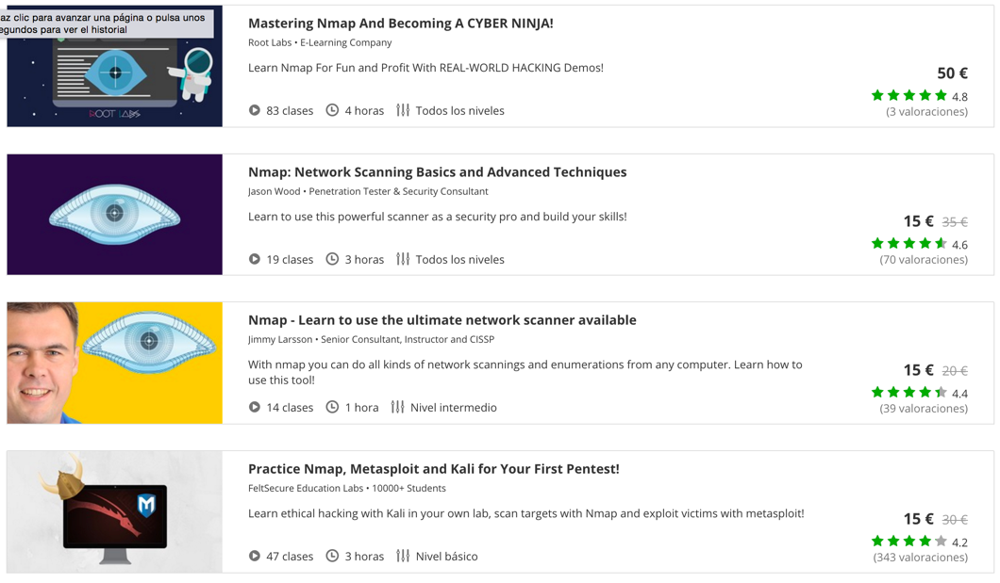 az clic para avanzar una página o pulsa unos
egundos para ver el historial
ROOT LABS
Mastering Nmap And Becoming A CYBER NINJA!
Root Labs • E-Learning Company
Learn Nmap For Fun and Profit With REAL-WORLD HACKING Demos!
83 clases 4 horas Todos los niveles
50 €
4.8
(3 valoraciones)
Nmap: Network Scanning Basics and Advanced Techniques
Jason Wood • Penetration Tester & Security Consultant
Learn to use this powerful scanner as a security pro and build your skills!
19 clases 3 horas Todos los niveles
15 € 35 €
4.6
(70 valoraciones)
Nmap - Learn to use the ultimate network scanner available
Jimmy Larsson • Senior Consultant, Instructor and CISSP
With nmap you can do all kinds of network scannings and enumerations from any computer. Learn how to
use this tool!
14 clases 1 hora Nivel intermedio
15 € 20 €
4.4
(39 valoraciones)
M
Practice Nmap, Metasploit and Kali for Your First Pentest!
FeltSecure Education Labs • 10000+ Students
Learn ethical hacking with Kali in your own lab, scan targets with Nmap and exploit victims with metasploit!
47 clases 3 horas Nivel básico
15 € 30 €
4.2
(343 valoraciones)